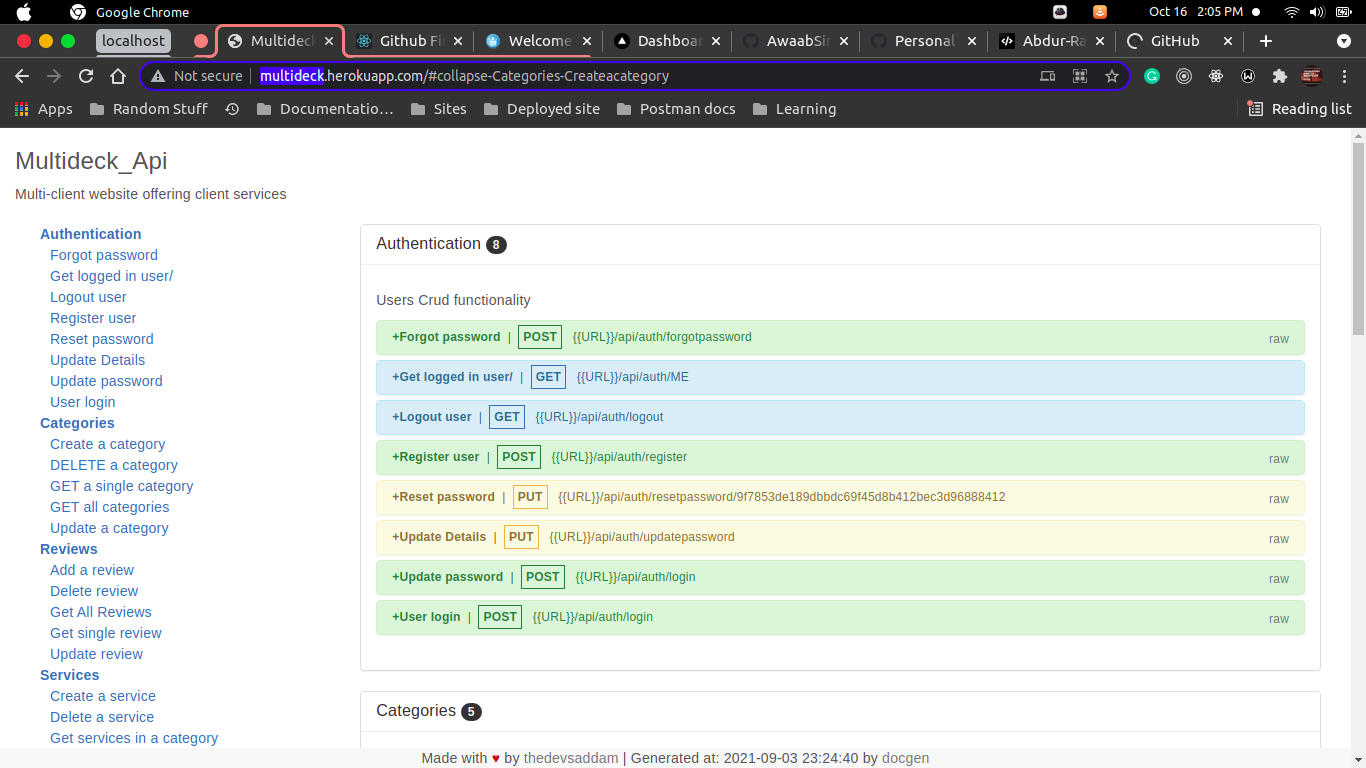 Google Chrome
Oct 16 2:05 PM
localhost
Multideck
Github Fi
Welcome
Dashboar
AwaabSi
Personal
Abdur-Ra
GitHub
Not secure multideck.herokuapp.com/#collapse-Categories-Createacategory
Apps
Random Stuff
Documentatio...
Sites
Deployed site
Postman docs
Learning
Reading list
Multideck_Api
Multi-client website offering client services
Authentication
Forgot password
Get logged in user/
Logout user
Register user
Reset password
Update Details
Update password
User login
Categories
Create a category
DELETE a category
GET a single category
GET all categories
Update a category
Reviews
Add a review
Delete review
Get All Reviews
Get single review
Update review
Services
Create a service
Delete a service
Get services in a category
Authentication 8
Users Crud functionality
+Forgot password | POST {{URL}}/api/auth/forgotpassword raw
+Get logged in user/ | GET {{URL}}/api/auth/ME
+Logout user | GET {{URL}}/api/auth/logout
+Register user | POST {{URL}}/api/auth/register raw
+Reset password | PUT {{URL}}/api/auth/resetpassword/9f7853de189dbbdc69f45d8b412bec3d96888412 raw
+Update Details | PUT {{URL}}/api/auth/updatepassword raw
+Update password | POST {{URL}}/api/auth/login raw
+User login | POST {{URL}}/api/auth/login raw
Categories 5
Made with ♥ by thedevsaddam | Generated at: 2021-09-03 23:24:40 by docgen